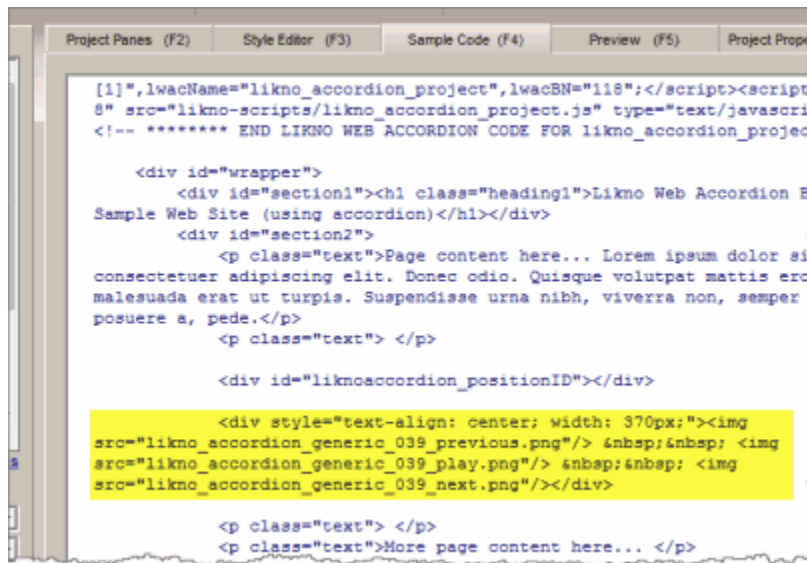 Project Panes (F2) Style Editor (F3) Sample Code (F4) Preview (F5) Project Prope
[1]",lwacName="likno_accordion_project",lwacBN="118";</script><script
8" src="likno-scripts/likno_accordion_project.js" type="text/javascri
<!-- ******** END LIKNO WEB ACCORDION CODE FOR likno_accordion_projec
<div id="wrapper">
<div id="section1"><h1 class="heading1">Likno Web Accordion B
Sample Web Site (using accordion)</h1></div>
<div id="section2">
<p class="text">Page content here... Lorem ipsum dolor si
consectetuer adipiscing elit. Donec odio. Quisque volutpat mattis ero
malesuada erat ut turpis. Suspendisse urna nibh, viverra non, semper
posuere a, pede.</p>
<p class="text"> </p>
<div id="liknoaccordion_positionID"></div>
<div style="text-align: center; width: 370px;"><img
src="likno_accordion_generic_039_previous.png"/> &nbsp;&nbsp; <img
src="likno_accordion_generic_039_play.png"/> &nbsp;&nbsp; <img
src="likno_accordion_generic_039_next.png"/></div>
<p class="text"> </p>
<p class="text">More page content here... </p>